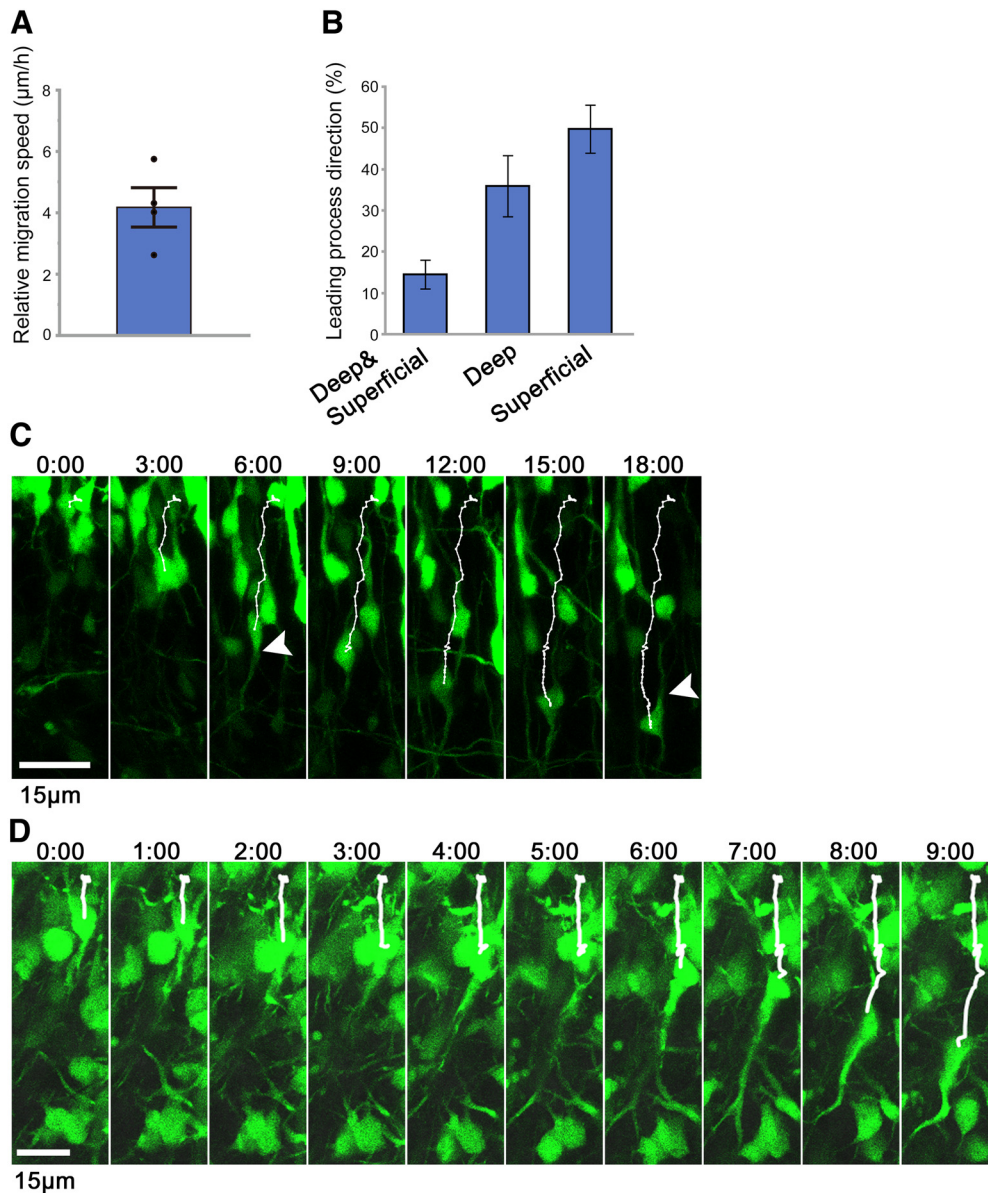 A
B
Relative migration speed (μm/h)
8
6
4
2
0
Leading process direction (%)
60
50
40
30
20
10
0
Deep&
Superficial
Deep
Superficial
C
0:00 3:00 6:00 9:00 12:00 15:00 18:00
15μm
D
0:00 1:00 2:00 3:00 4:00 5:00 6:00 7:00 8:00 9:00
15μm